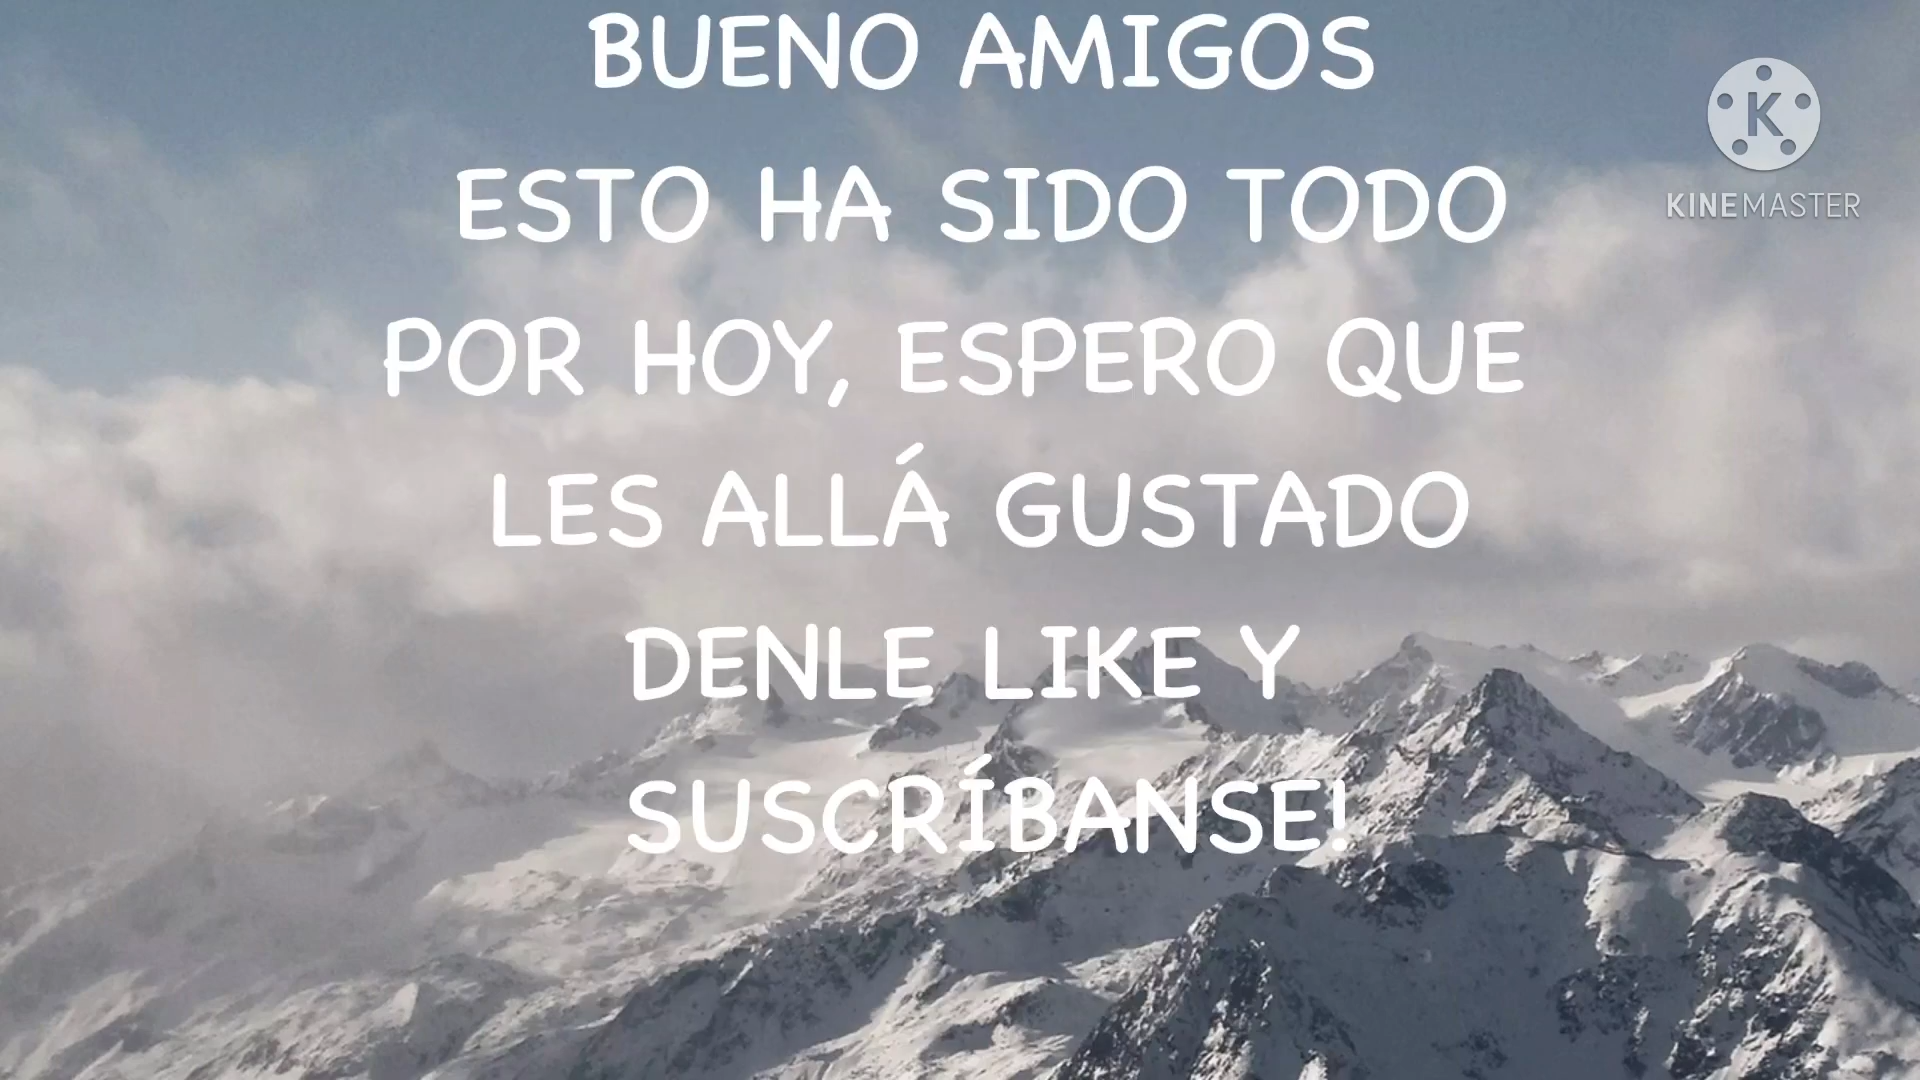 BUENO AMIGOS
ESTO HA SIDO TODO
POR HOY, ESPERO QUE
LES ALLÁ GUSTADO
DENLE LIKE Y
SUSCRÍBANSE!
K
KINEMASTER